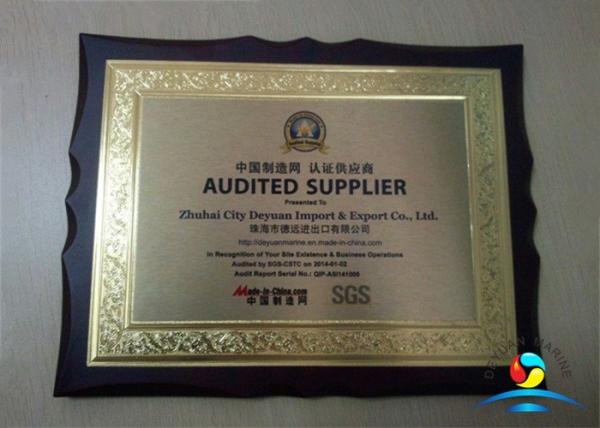 中国制造网 认证供应商
AUDITED SUPPLIER
Presented To
Zhuhai City Deyuan Import & Export Co., Ltd.
珠海市德远进出口有限公司
http://deyuanmarine.en.made-in-china.com
In Recognition of Your Site Existence & Business Operations
Audited by SGS-CSTC on 2014-01-02
Audit Report Serial No.: QIP-ASI141006
Made-in-China.com
中国制造网
SGS
DEYUAN MARINE